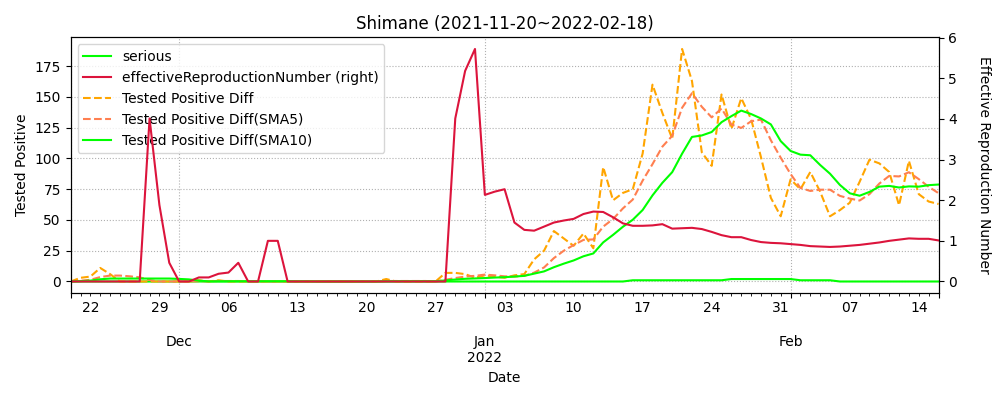 Shimane (2021-11-20~2022-02-18)
serious
effectiveReproductionNumber (right)
Tested Positive Diff
Tested Positive Diff(SMA5)
Tested Positive Diff(SMA10)
Tested Positive
175
150
125
100
75
50
25
0
6
5
4
3
2
1
0
Effective Reproduction Number
22 29 06 13 20 27 03 10 17 24 31 07 14
Dec Jan Feb
2022
Date